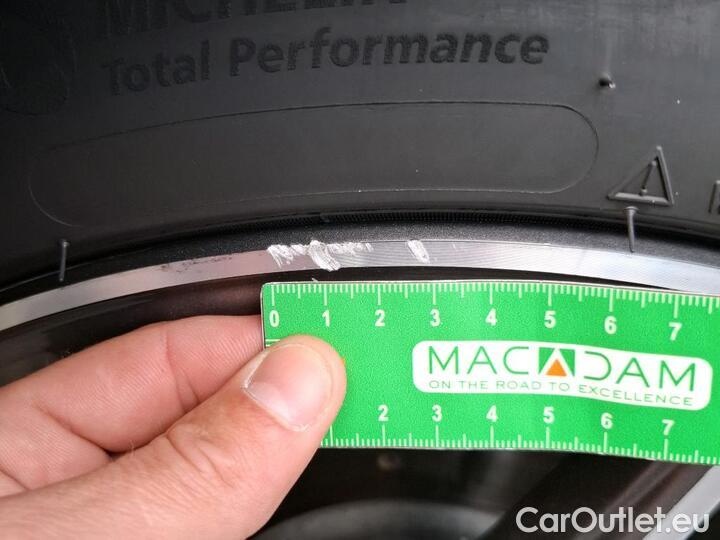 MICHELIN
Total Performance
0 1 2 3 4 5 6 7
MACADAM
ON THE ROAD TO EXCELLENCE
2 3 4 5 6 7
CarOutlet.eu